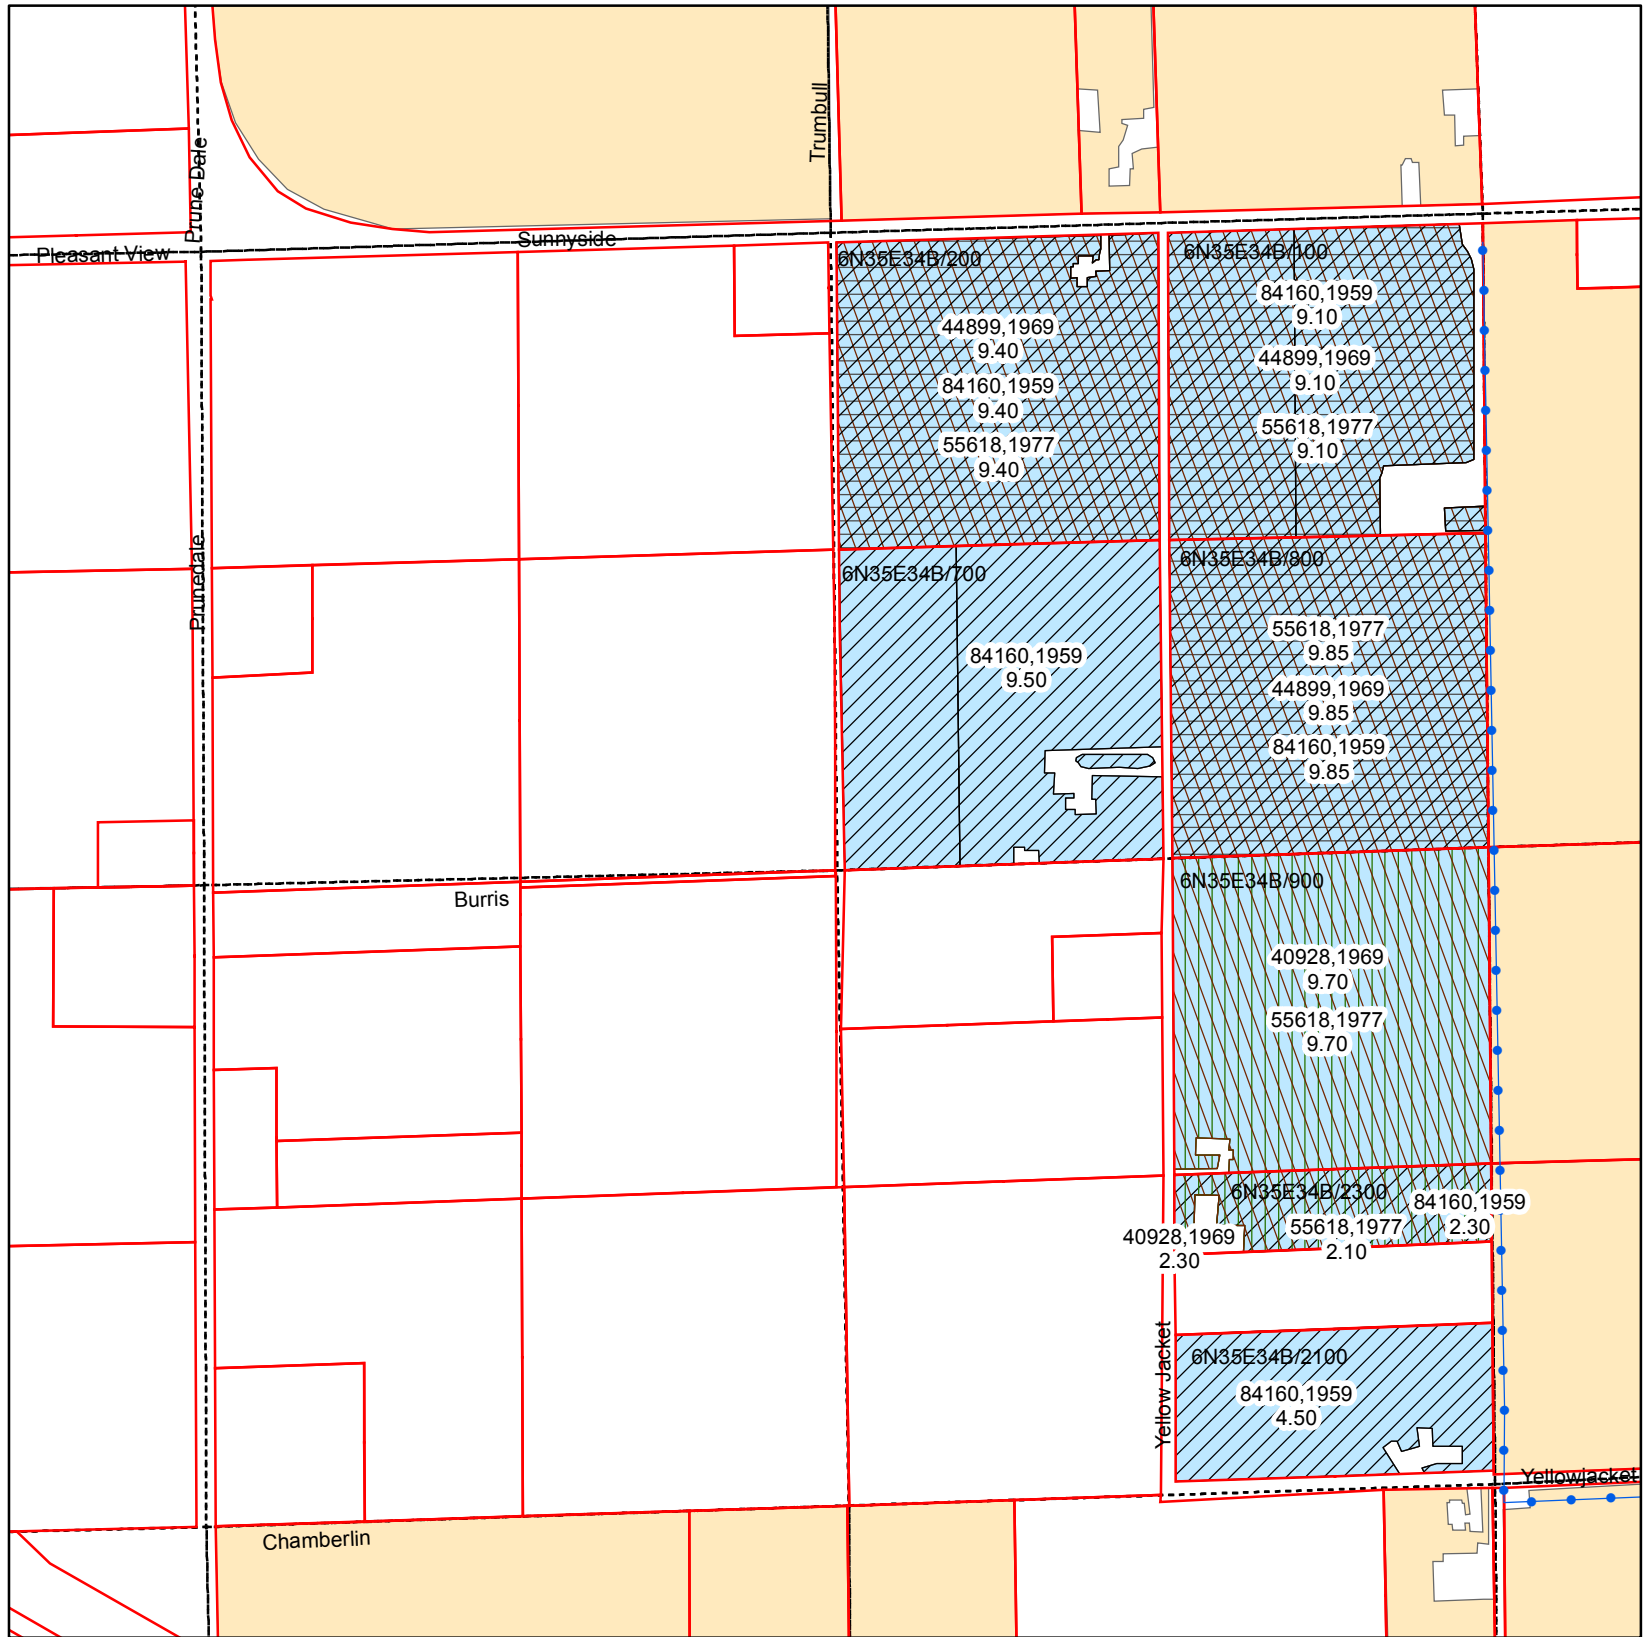 Trumbull
Prune Dale
Pleasant View
Sunnyside
6N35E34B/200
44899,1969
9.40
84160,1959
9.40
55618,1977
9.40
6N35E34B/100
84160,1959
9.10
44899,1969
9.10
55618,1977
9.10
Prunedale
6N35E34B/700
84160,1959
9.50
6N35E34B/800
55618,1977
9.85
44899,1969
9.85
84160,1959
9.85
Burris
6N35E34B/900
40928,1969
9.70
55618,1977
9.70
6N35E34B/2300
40928,1969
2.30
55618,1977
2.10
84160,1959
2.30
Yellow Jacket
6N35E34B/2100
84160,1959
4.50
Yellowjacket
Chamberlin